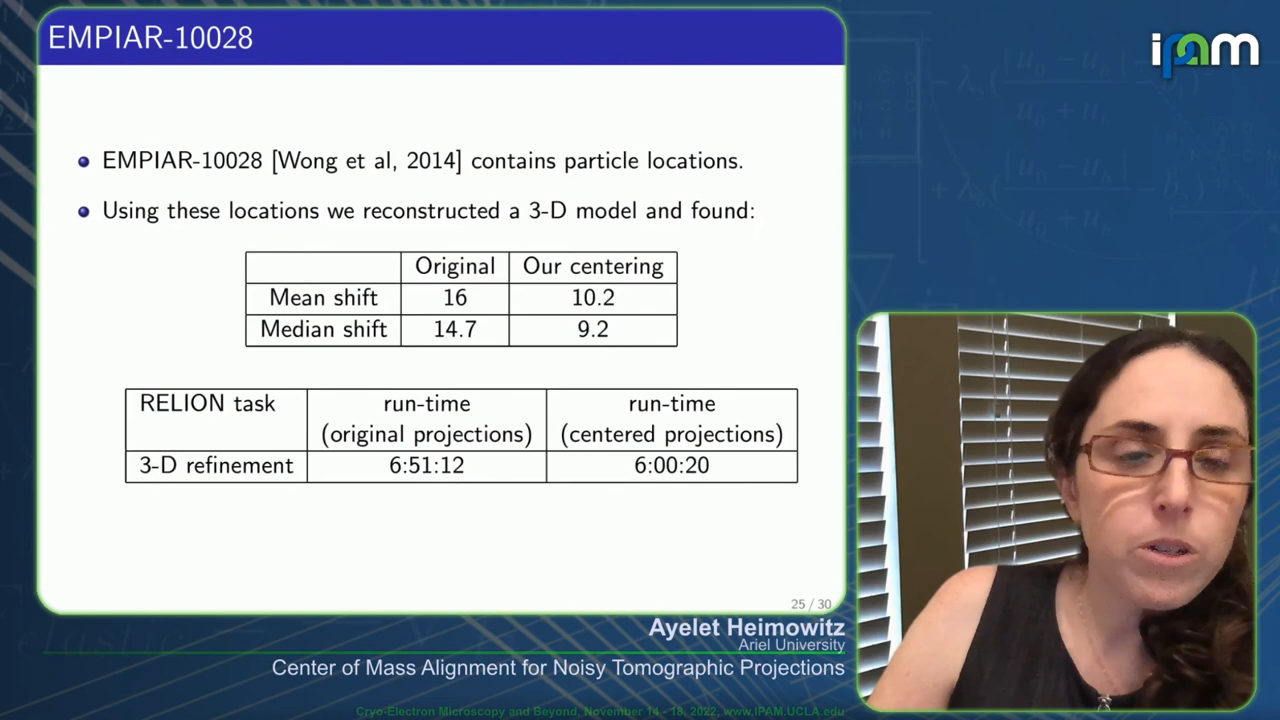 EMPIAR-10028
ipam
EMPIAR-10028 [Wong et al, 2014] contains particle locations.
Using these locations we reconstructed a 3-D model and found:
Original Our centering
Mean shift 16 10.2
Median shift 14.7 9.2
RELION task run-time run-time
(original projections) (centered projections)
3-D refinement 6:51:12 6:00:20
25 / 30
Ayelet Heimowitz
Ariel University
Center of Mass Alignment for Noisy Tomographic Projections
Cryo-Electron Microscopy and Beyond, November 14 - 18, 2022, www.IPAM.UCLA.edu